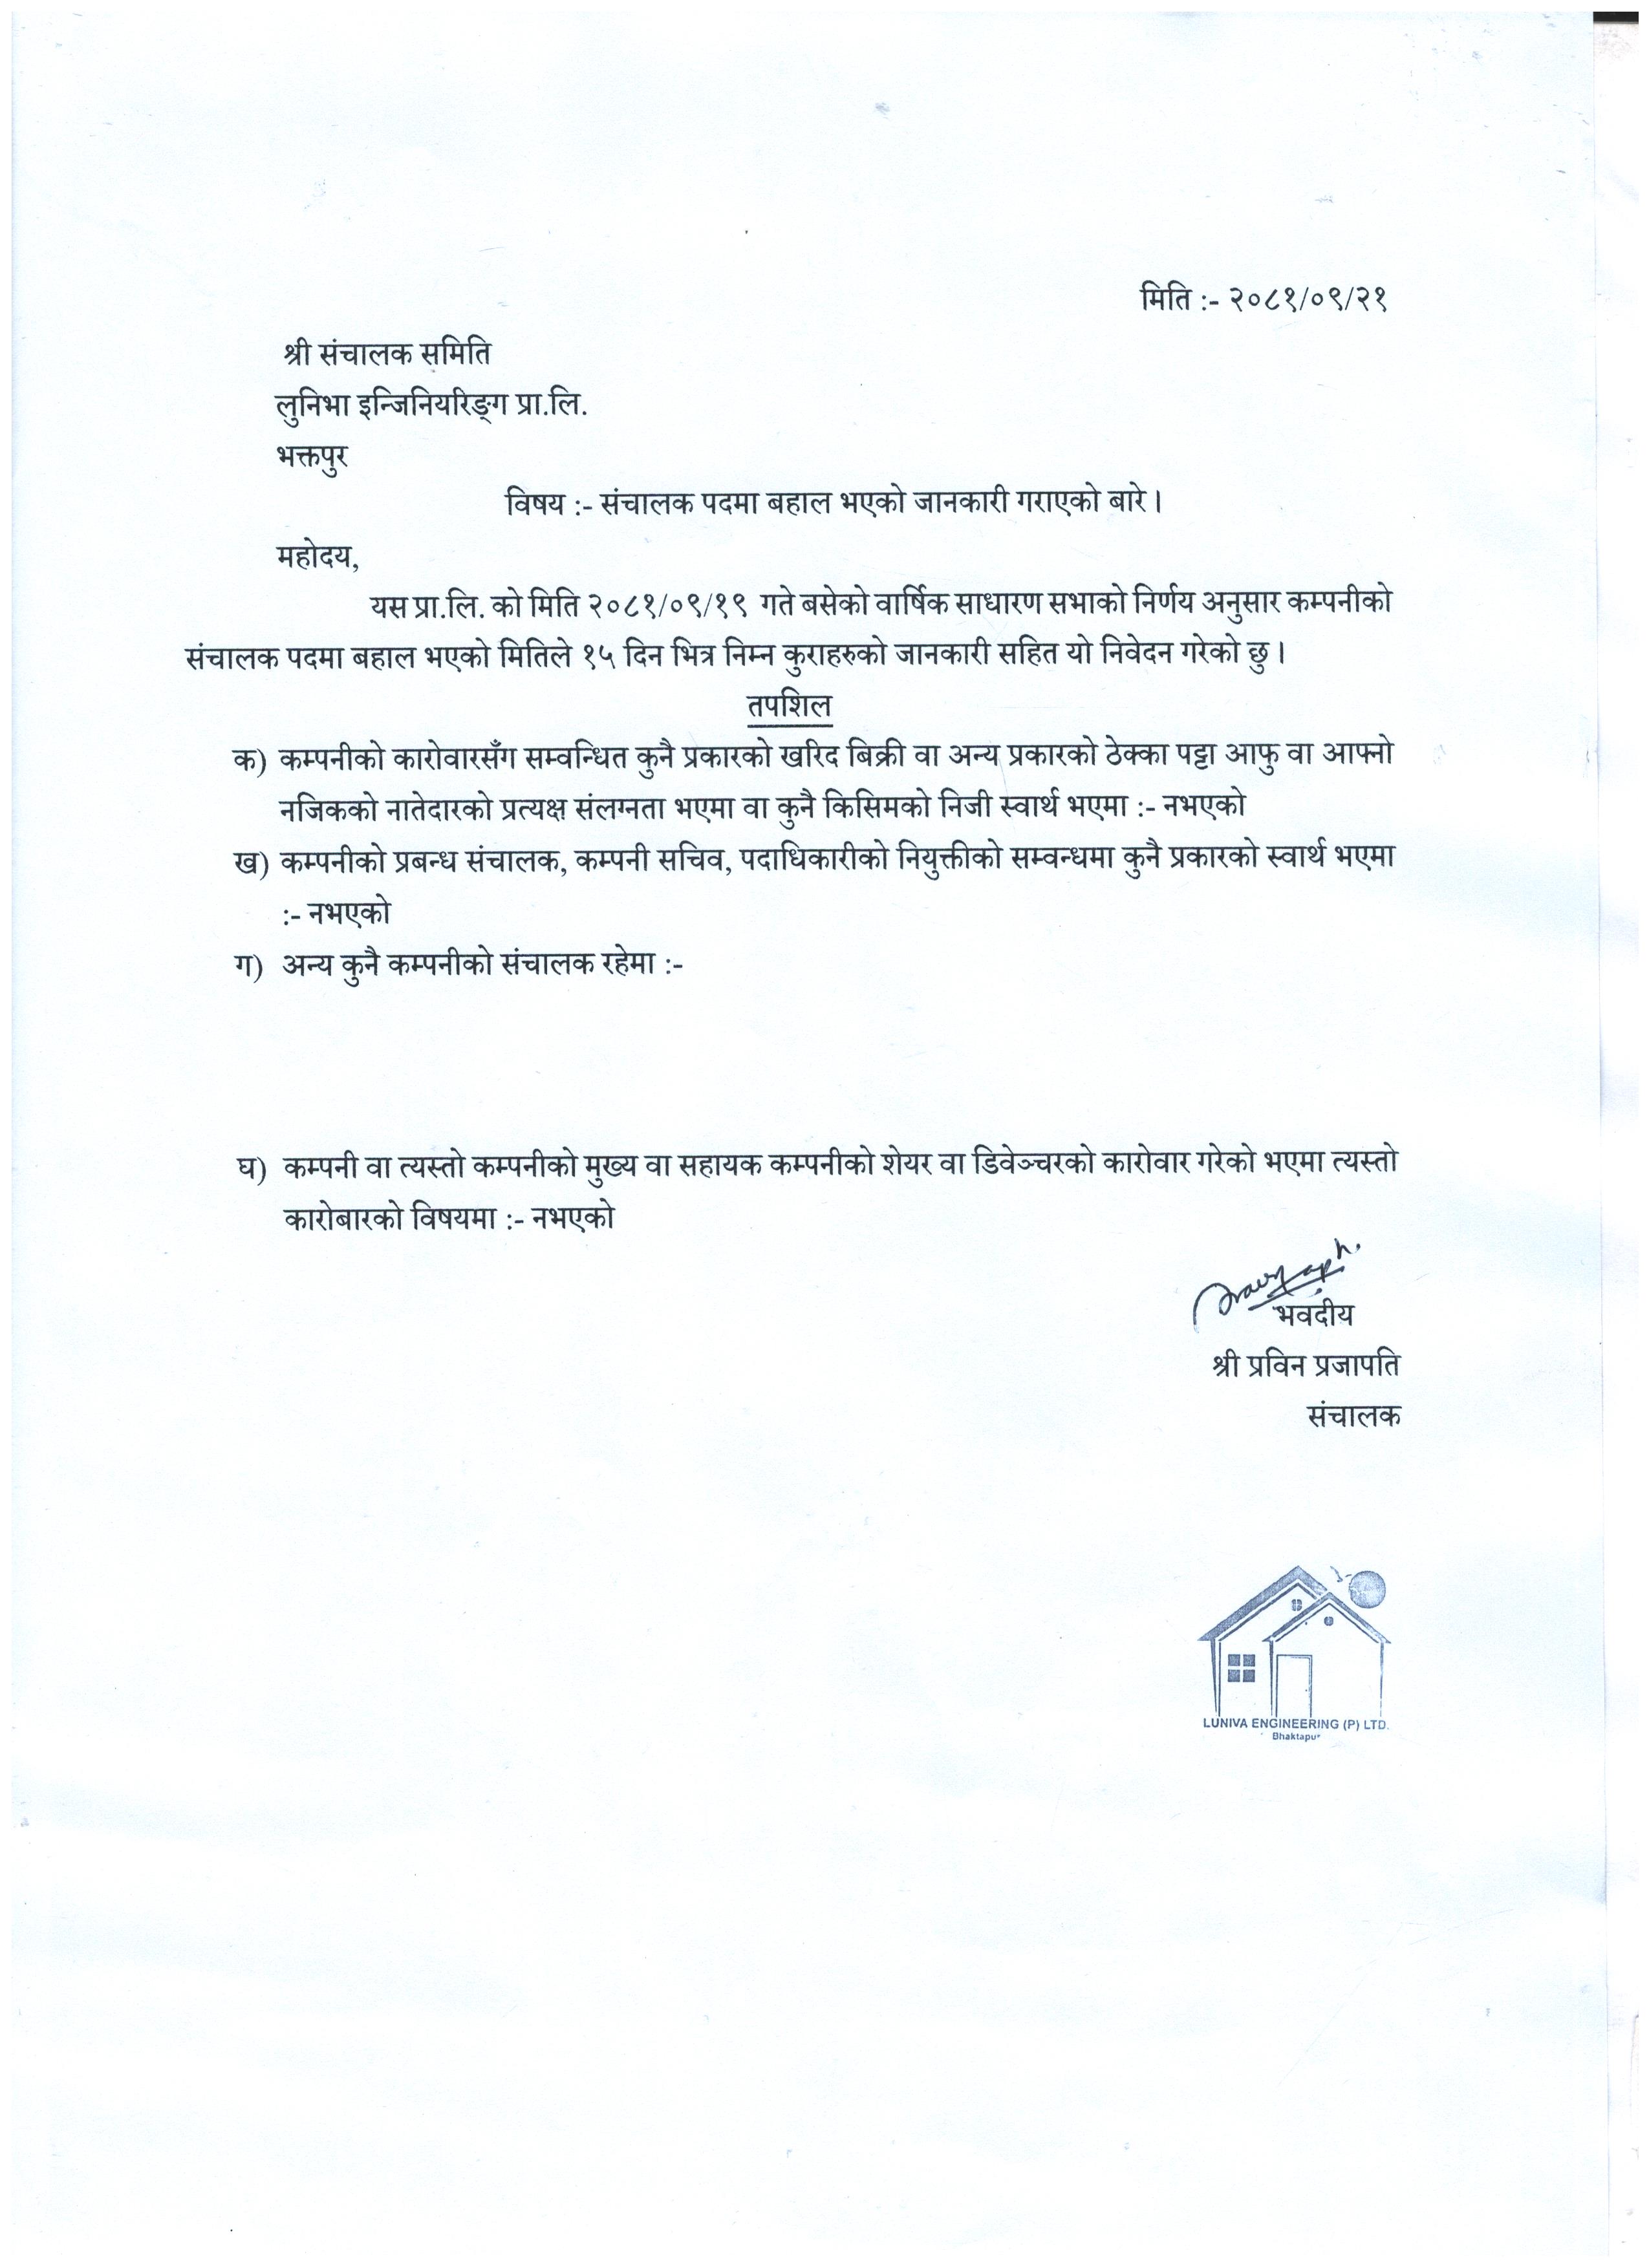 मिति :- २०८१/०९/२१
श्री संचालक समिति
लुनिभा इन्जिनियरिङ्ग प्रा.लि.
भक्तपुर
विषय :- संचालक पदमा बहाल भएको जानकारी गराएको बारे ।
महोदय,
यस प्रा.लि. को मिति २०८१/०९/१९ गते बसेको वार्षिक साधारण सभाको निर्णय अनुसार कम्पनीको
संचालक पदमा बहाल भएको मितिले १५ दिन भित्र निम्न कुराहरुको जानकारी सहित यो निवेदन गरेको छु ।
तपशिल
क) कम्पनीको कारोवारसँग सम्वन्धित कुनै प्रकारको खरिद बिक्री वा अन्य प्रकारको ठेक्का पट्टा आफु वा आफ्नो
नजिकको नातेदारको प्रत्यक्ष संलग्नता भएमा वा कुनै किसिमको निजी स्वार्थ भएमा :- नभएको
ख) कम्पनीको प्रबन्ध संचालक, कम्पनी सचिव, पदाधिकारीको नियुक्तीको सम्वन्धमा कुनै प्रकारको स्वार्थ भएमा
:- नभएको
ग) अन्य कुनै कम्पनीको संचालक रहेमा :-
घ) कम्पनी वा त्यस्तो कम्पनीको मुख्य वा सहायक कम्पनीको शेयर वा डिवेञ्चरको कारोवार गरेको भएमा त्यस्तो
कारोबारको विषयमा :- नभएको
भवदीय
श्री प्रविन प्रजापति
संचालक
LUNIVA ENGINEERING (P) LTD.
Bhaktapur